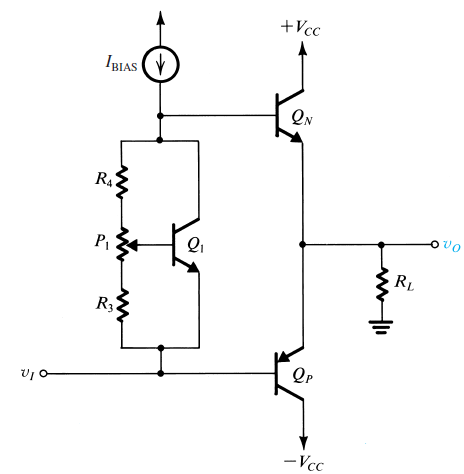 +V_CC
I_BIAS
Q_N
R_4
P_1
Q_1
v_O
R_3
R_L
v_I
Q_P
−V_CC